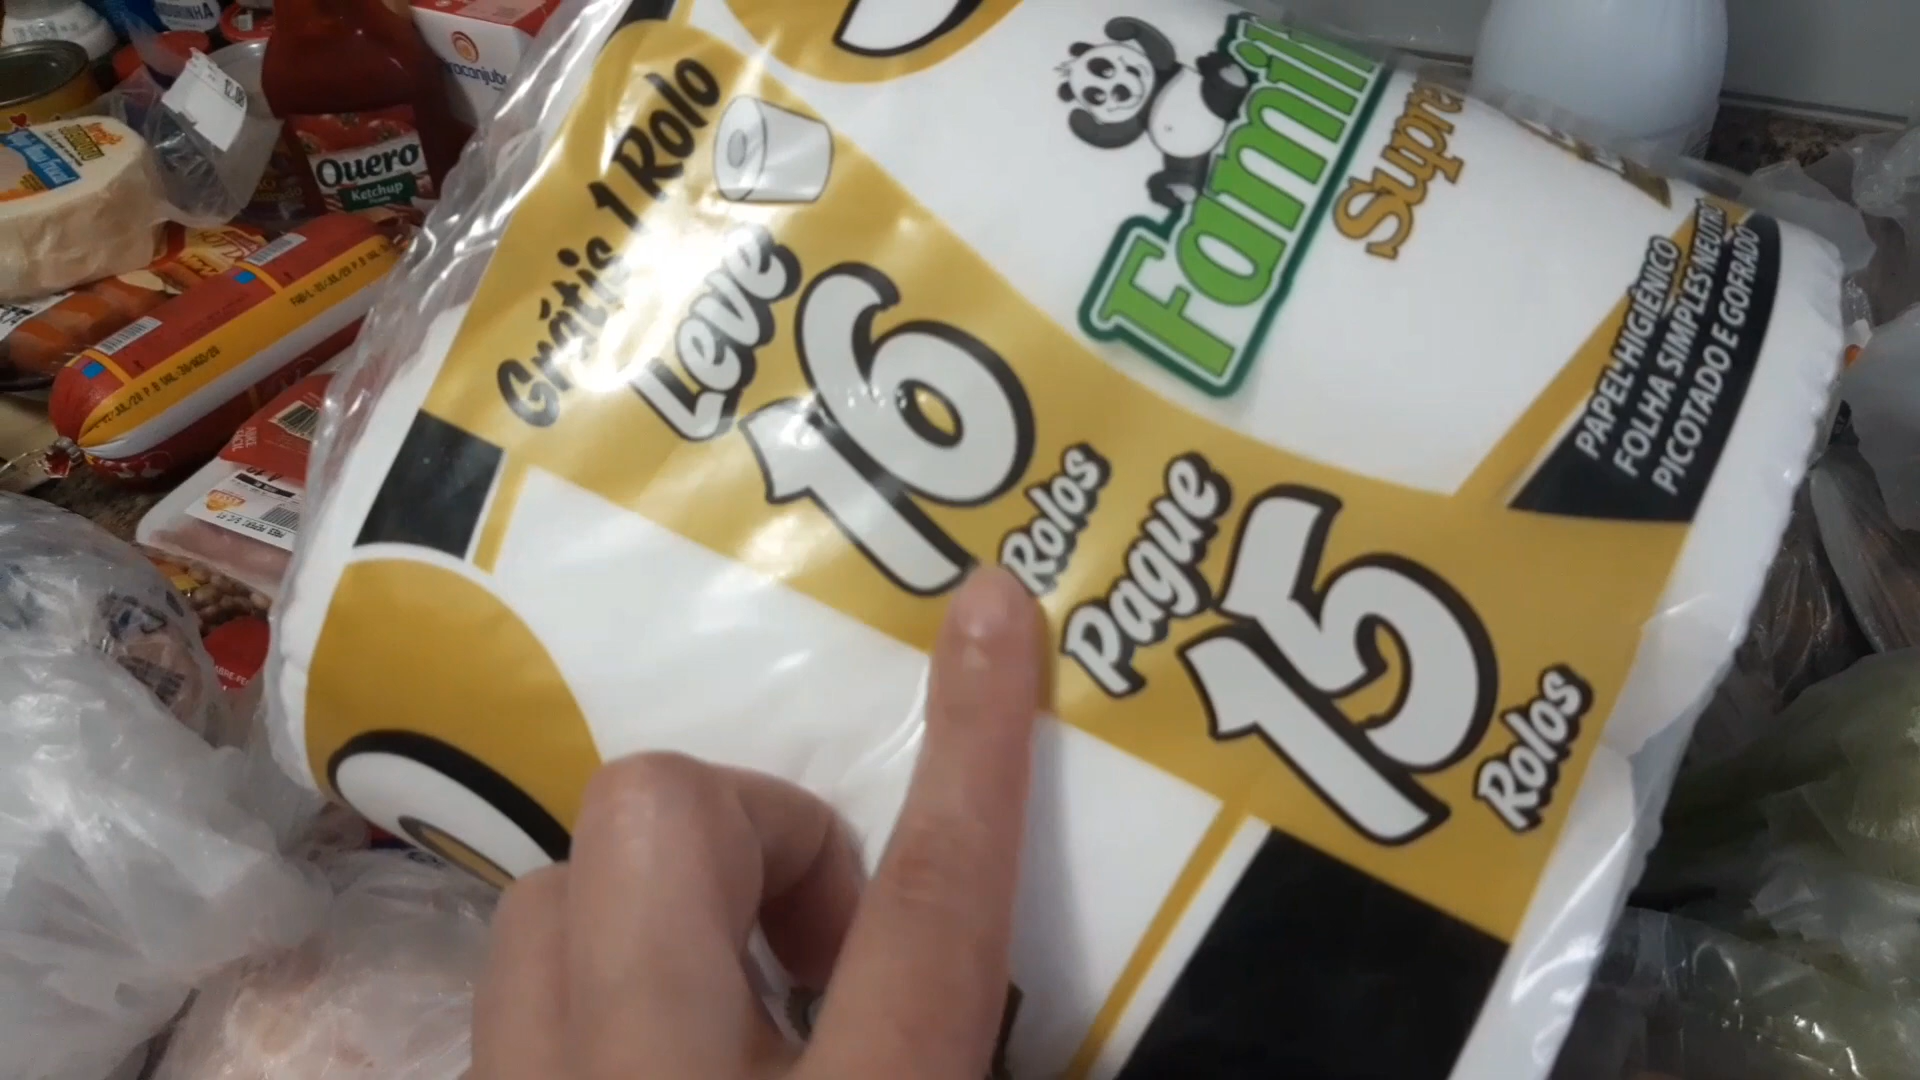 Grátis 1 Rolo
Leve
16
Rolos
Pague
15
Rolos
Famili
Supre
PAPEL HIGIÊNICO
FOLHA SIMPLES NEUTRO
PICOTADO E GOFRADO
Quero
Ketchup